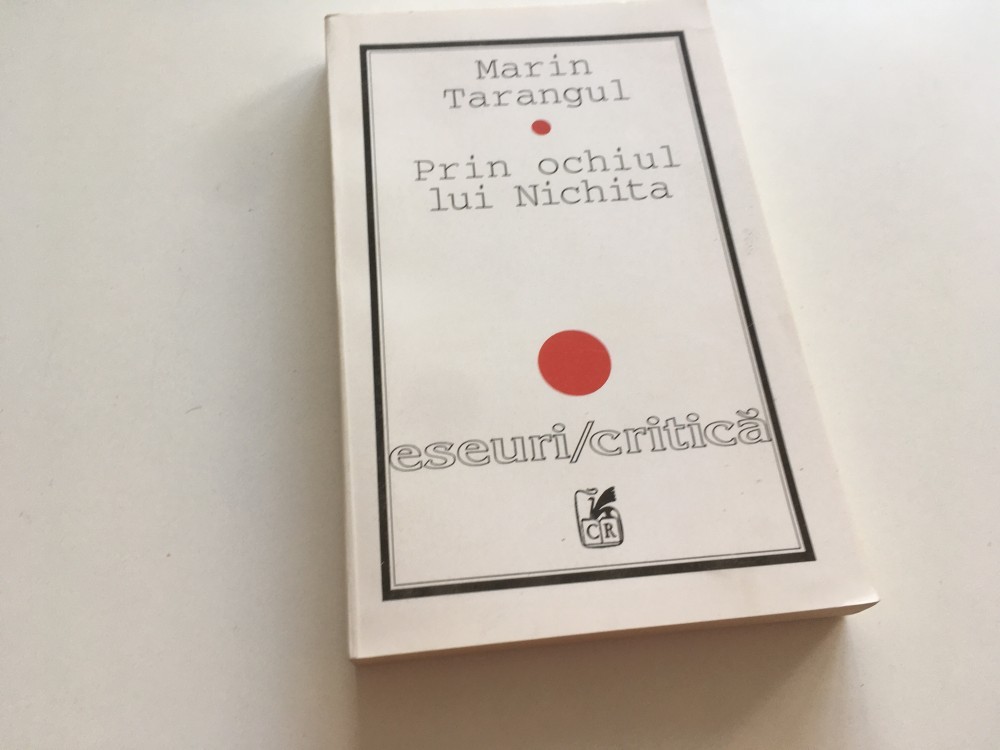 Marin
Tarangul
Prin ochiul
lui Nichita
eseuri/critică
CR